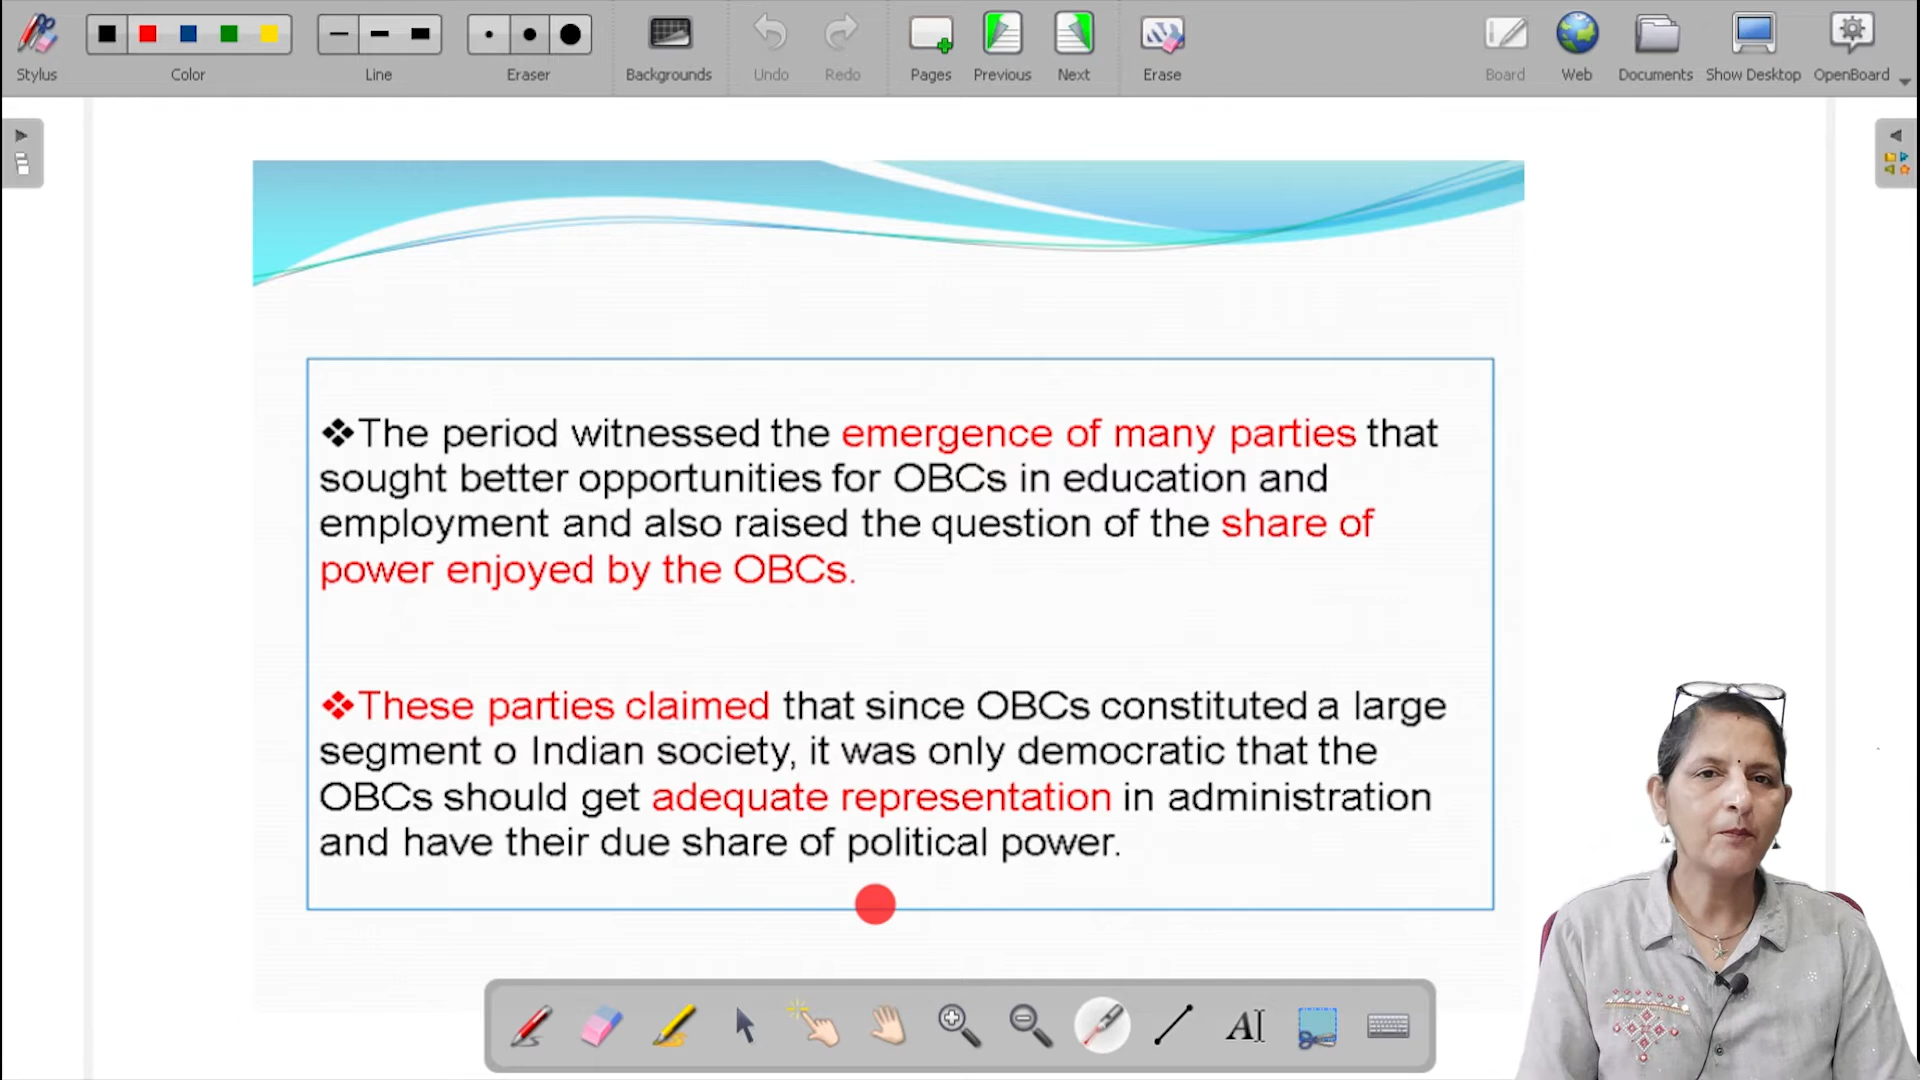 Stylus
Color
Line
Eraser
Backgrounds
Undo
Redo
Pages
Previous
Next
Erase
Board
Web
Documents
Show Desktop
OpenBoard
❖The period witnessed the emergence of many parties that
sought better opportunities for OBCs in education and
employment and also raised the question of the share of
power enjoyed by the OBCs.
❖These parties claimed that since OBCs constituted a large
segment o Indian society, it was only democratic that the
OBCs should get adequate representation in administration
and have their due share of political power.
AI